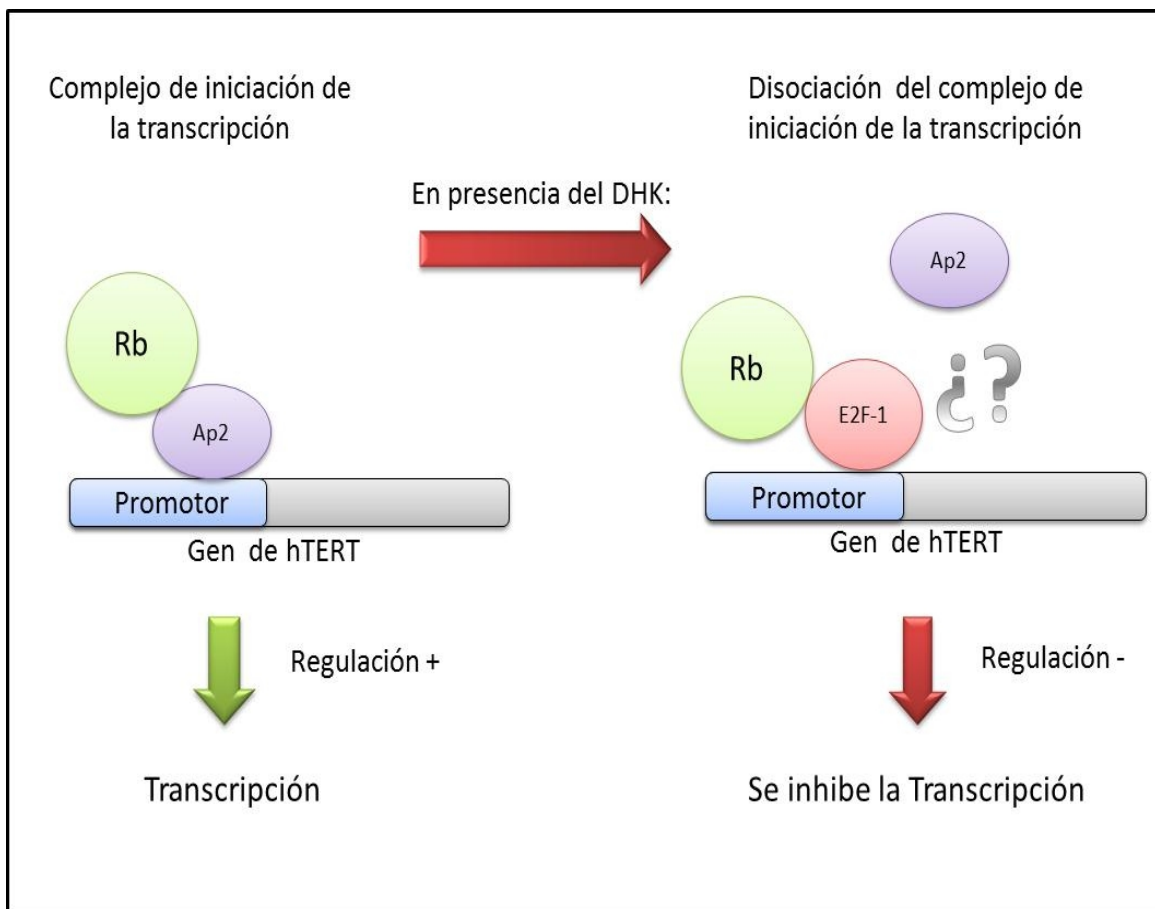 Complejo de iniciación de
la transcripción
Disociación del complejo de
iniciación de la transcripción
En presencia del DHK:
Ap2
Rb
Ap2
Rb
E2F-1
¿?
Promotor
Gen de hTERT
Promotor
Gen de hTERT
Regulación +
Regulación -
Transcripción
Se inhibe la Transcripción